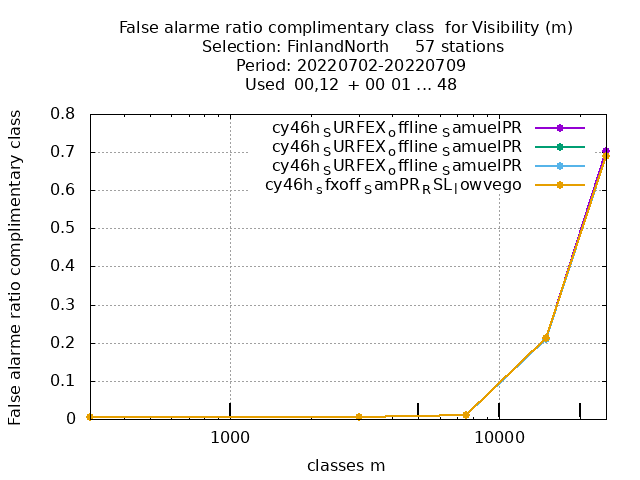 False alarme ratio complimentary class  for Visibility (m)
Selection: FinlandNorth     57 stations
Period: 20220702-20220709
Used  00,12  + 00 01 ... 48
False alarme ratio complimentary class
0.8
0.7
0.6
0.5
0.4
0.3
0.2
0.1
0
cy46h_SURFEX_offline_SamuelPR
cy46h_SURFEX_offline_SamuelPR
cy46h_SURFEX_offline_SamuelPR
cy46h_sfxoff_SamPR_RSL_lowvego
1000 10000
classes m